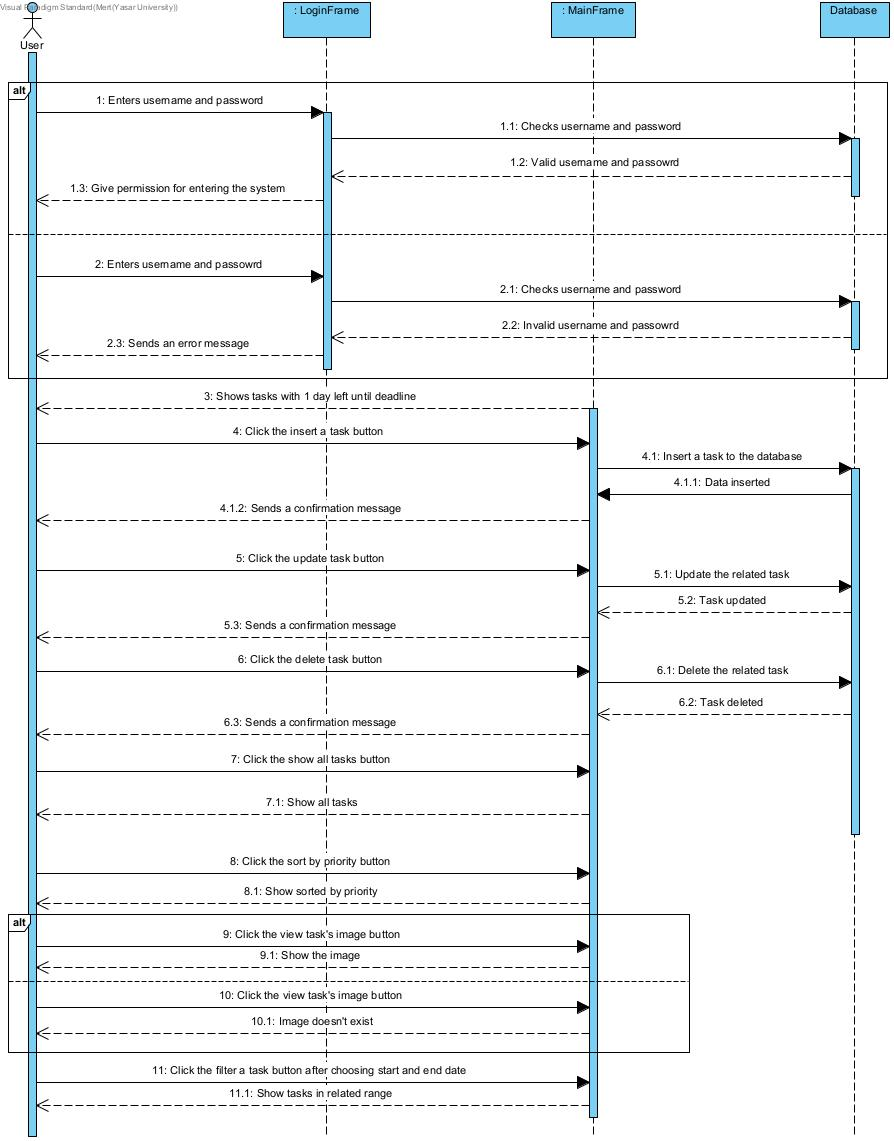 Visual Paradigm Standard(Mert(Yasar University))
: LoginFrame
: MainFrame
Database
User
alt
1: Enters username and password
1.1: Checks username and password
1.2: Valid username and passowrd
1.3: Give permission for entering the system
2: Enters username and passowrd
2.1: Checks username and password
2.2: Invalid username and passowrd
2.3: Sends an error message
3: Shows tasks with 1 day left until deadline
4: Click the insert a task button
4.1: Insert a task to the database
4.1.1: Data inserted
4.1.2: Sends a confirmation message
5: Click the update task button
5.1: Update the related task
5.2: Task updated
5.3: Sends a confirmation message
6: Click the delete task button
6.1: Delete the related task
6.2: Task deleted
6.3: Sends a confirmation message
7: Click the show all tasks button
7.1: Show all tasks
8: Click the sort by priority button
8.1: Show sorted by priority
alt
9: Click the view task's image button
9.1: Show the image
10: Click the view task's image button
10.1: Image doesn't exist
11: Click the filter a task button after choosing start and end date
11.1: Show tasks in related range